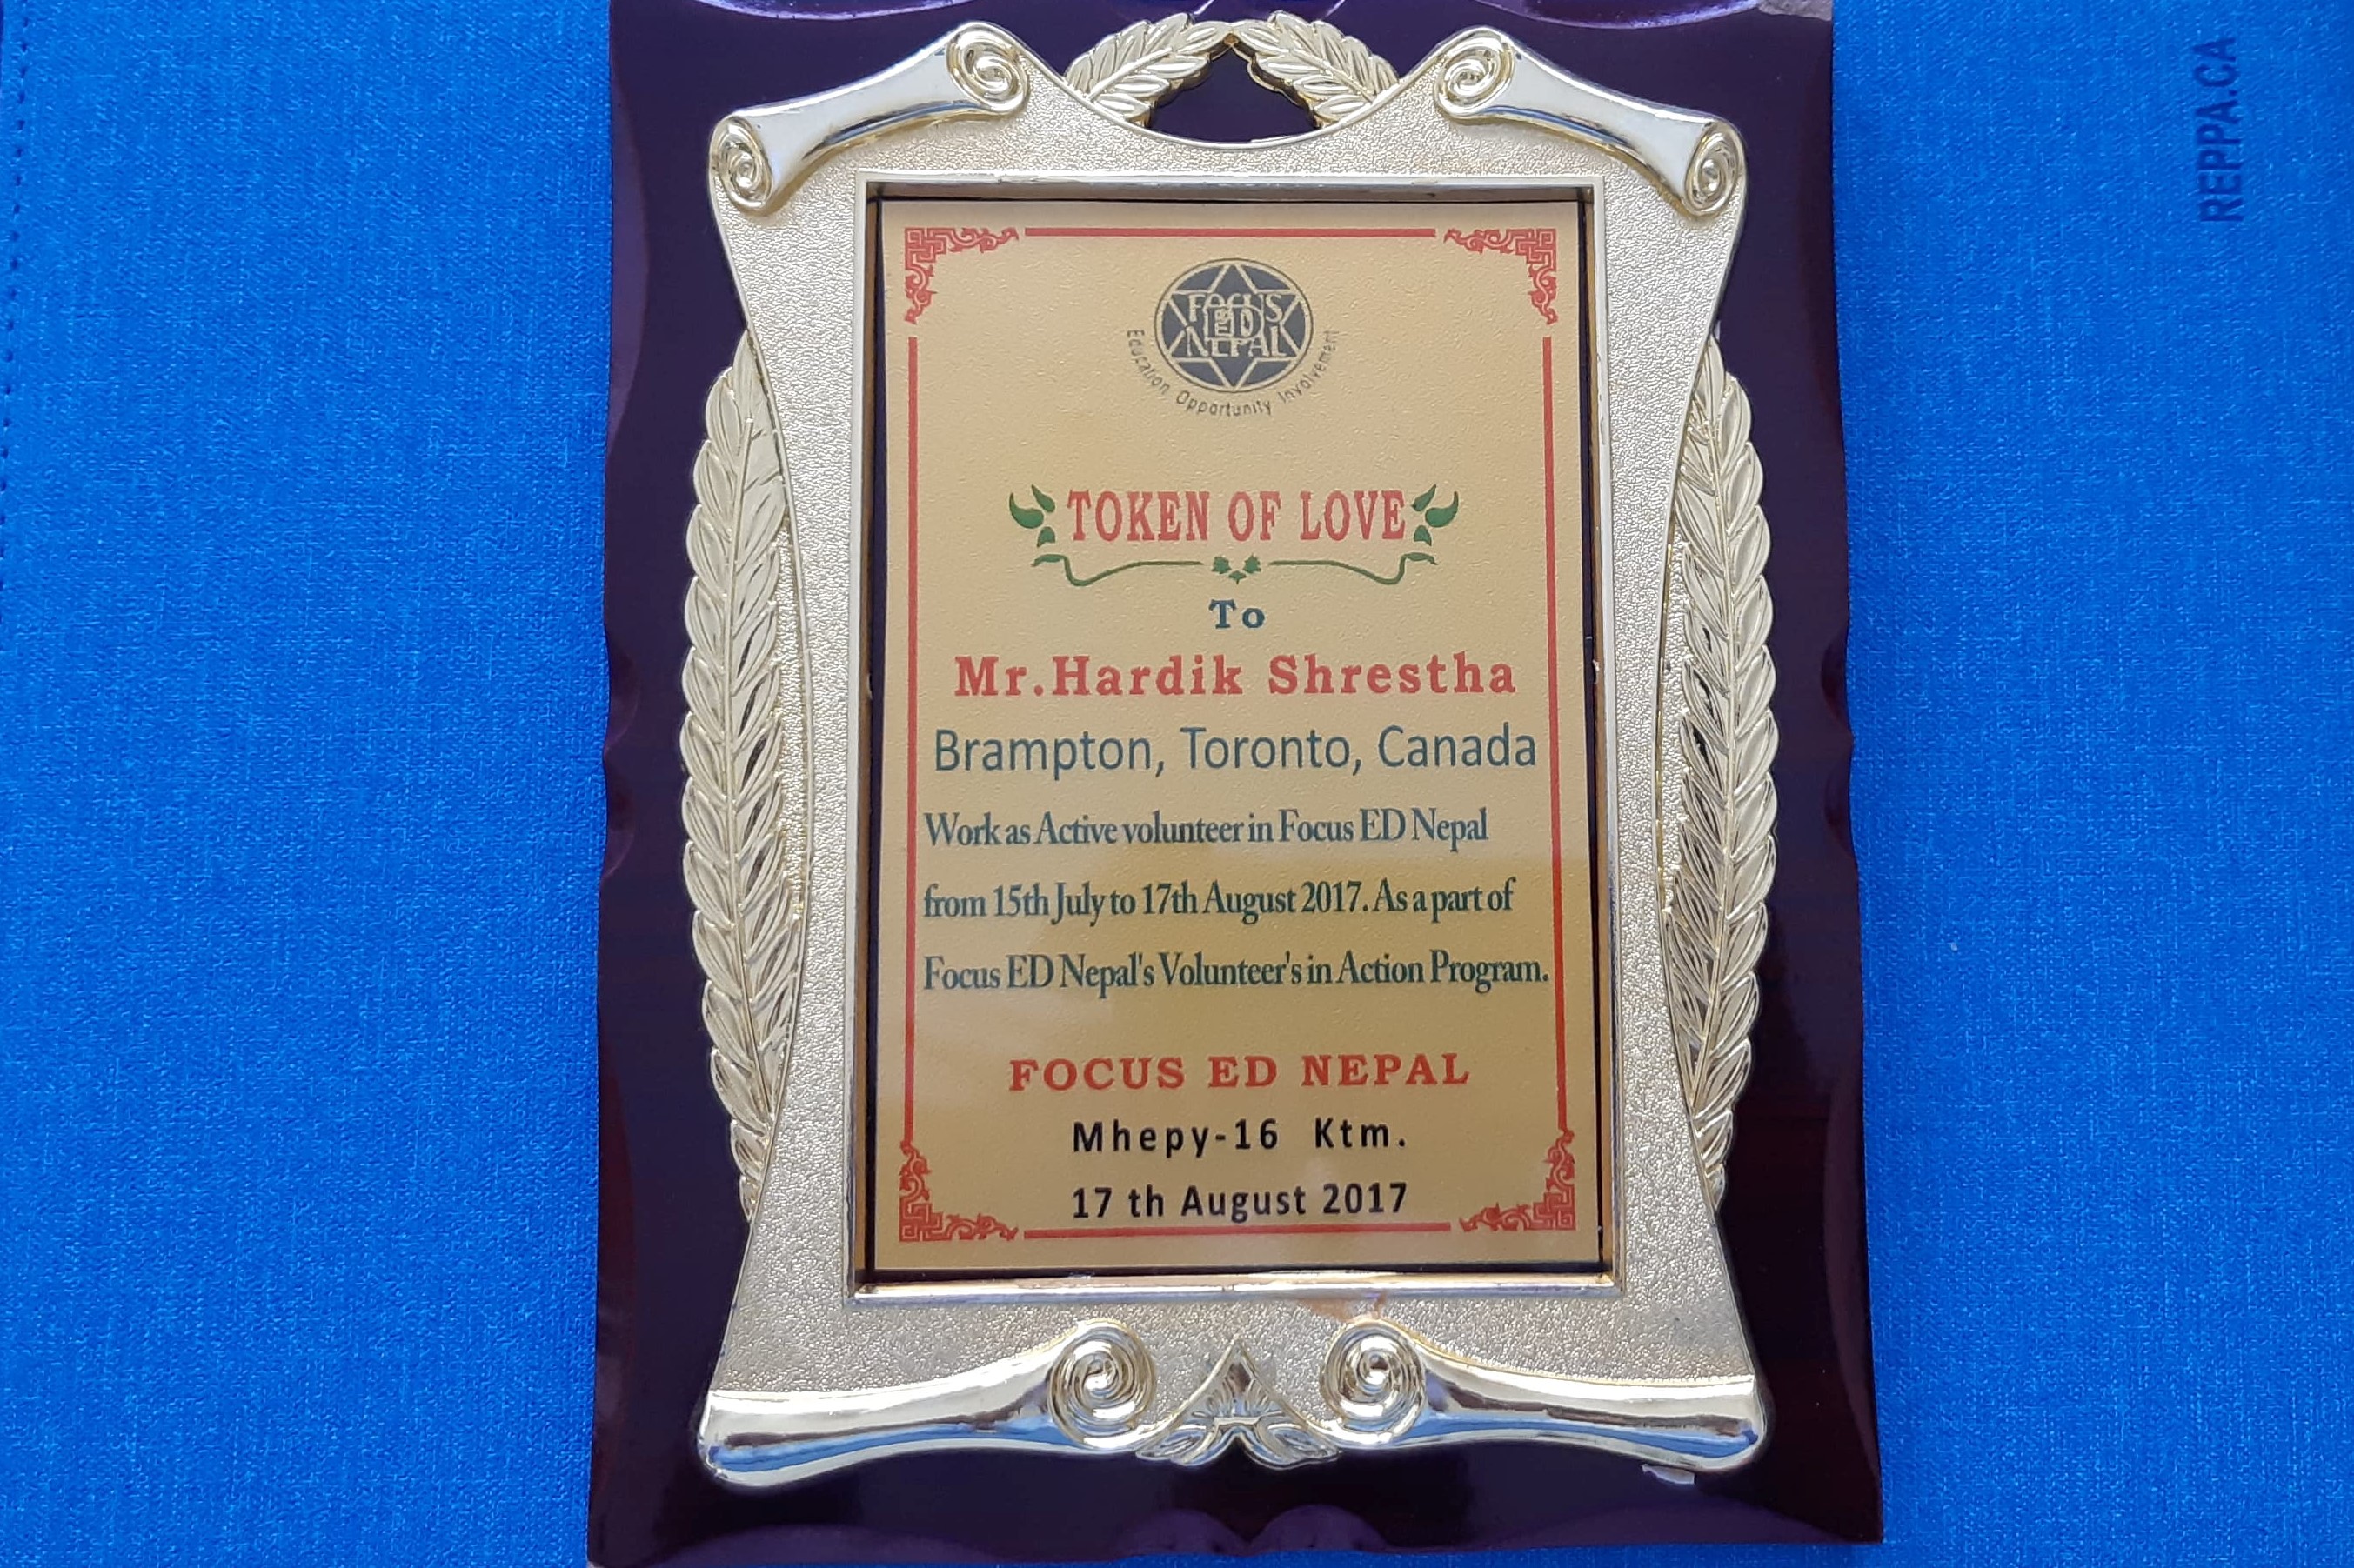 FOCUS
ED
NEPAL
Education Opportunity Involvement
TOKEN OF LOVE
To
Mr.Hardik Shrestha
Brampton, Toronto, Canada
Work as Active volunteer in Focus ED Nepal
from 15th July to 17th August 2017. As a part of
Focus ED Nepal's Volunteer's in Action Program.
FOCUS ED NEPAL
Mhepy-16 Ktm.
17 th August 2017
REPPA.CA